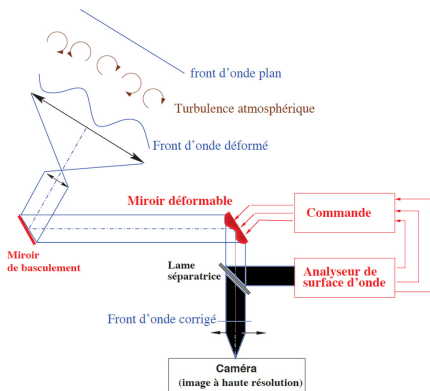 front d'onde plan
Turbulence atmosphérique
Front d'onde déformé
Miroir déformable
Commande
Miroir
de basculement
Lame
séparatrice
Analyseur de
surface d'onde
Front d'onde corrigé
Caméra
(image à haute résolution)